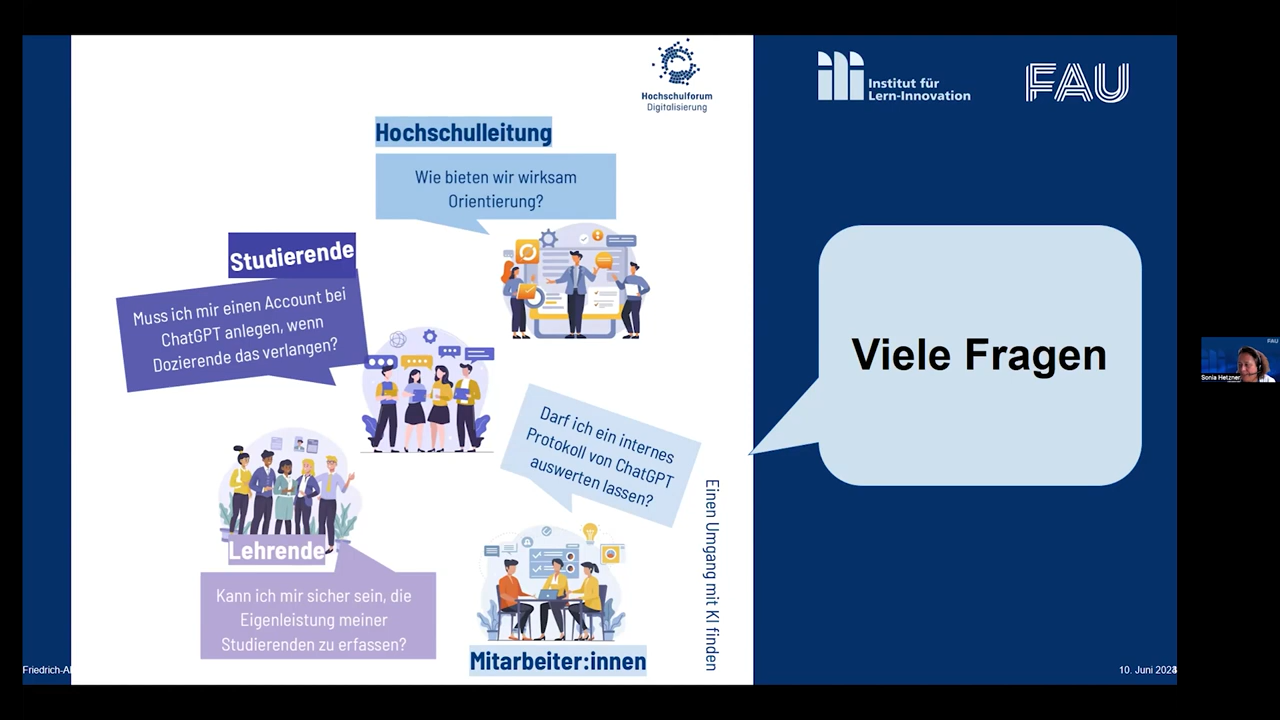 Hochschulforum
Digitalisierung
Institut für
Lern-Innovation
FAU
Hochschulleitung
Wie bieten wir wirksam
Orientierung?
Studierende
Muss ich mir einen Account bei
ChatGPT anlegen, wenn
Dozierende das verlangen?
Viele Fragen
Darf ich ein internes
Protokoll von ChatGPT
auswerten lassen?
Lehrende
Kann ich mir sicher sein, die
Eigenleistung meiner
Studierenden zu erfassen?
Mitarbeiter:innen
Einen Umgang mit KI finden
Friedrich-Al
10. Juni
FAU
Sonia Hetzner